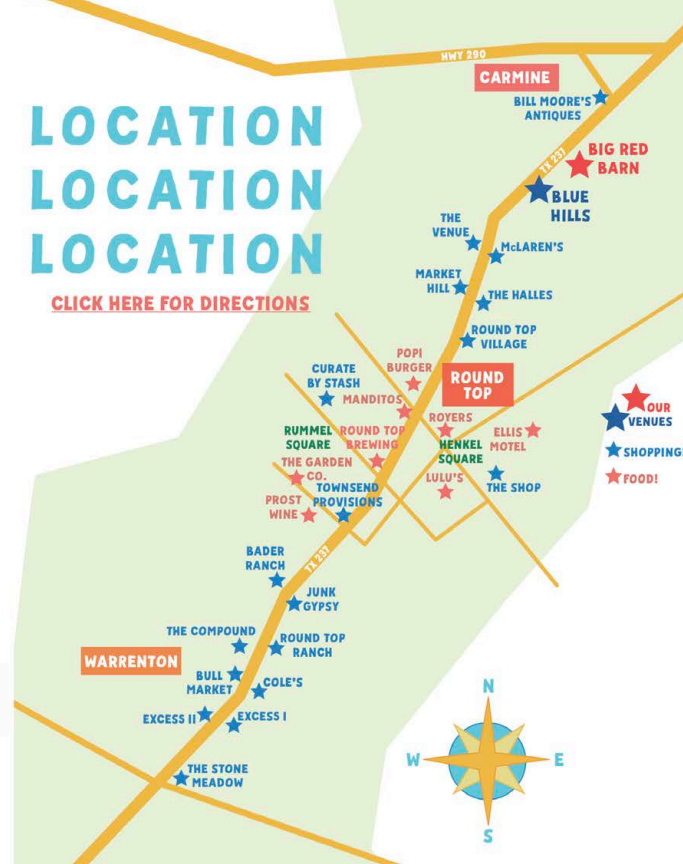 HWY 290
CARMINE
BILL MOORE'S
ANTIQUES
LOCATION
LOCATION
LOCATION
CLICK HERE FOR DIRECTIONS
TX 237
BIG RED
BARN
BLUE
HILLS
THE
VENUE
McLAREN'S
MARKET
HILL
THE HALLES
ROUND TOP
VILLAGE
POPI
BURGER
ROUND
TOP
CURATE
BY STASH
MANDITOS
ROYERS
OUR
VENUES
SHOPPING!
FOOD!
RUMMEL
SQUARE
ROUND TOP
BREWING
ELLIS
MOTEL
HENKEL
SQUARE
THE GARDEN
CO.
LULU'S
THE SHOP
TOWNSEND
PROVISIONS
PROST
WINE
TX 237
BADER
RANCH
JUNK
GYPSY
THE COMPOUND
ROUND TOP
RANCH
WARRENTON
BULL
MARKET
COLE'S
EXCESS II
EXCESS I
THE STONE
MEADOW
N
W
E
S